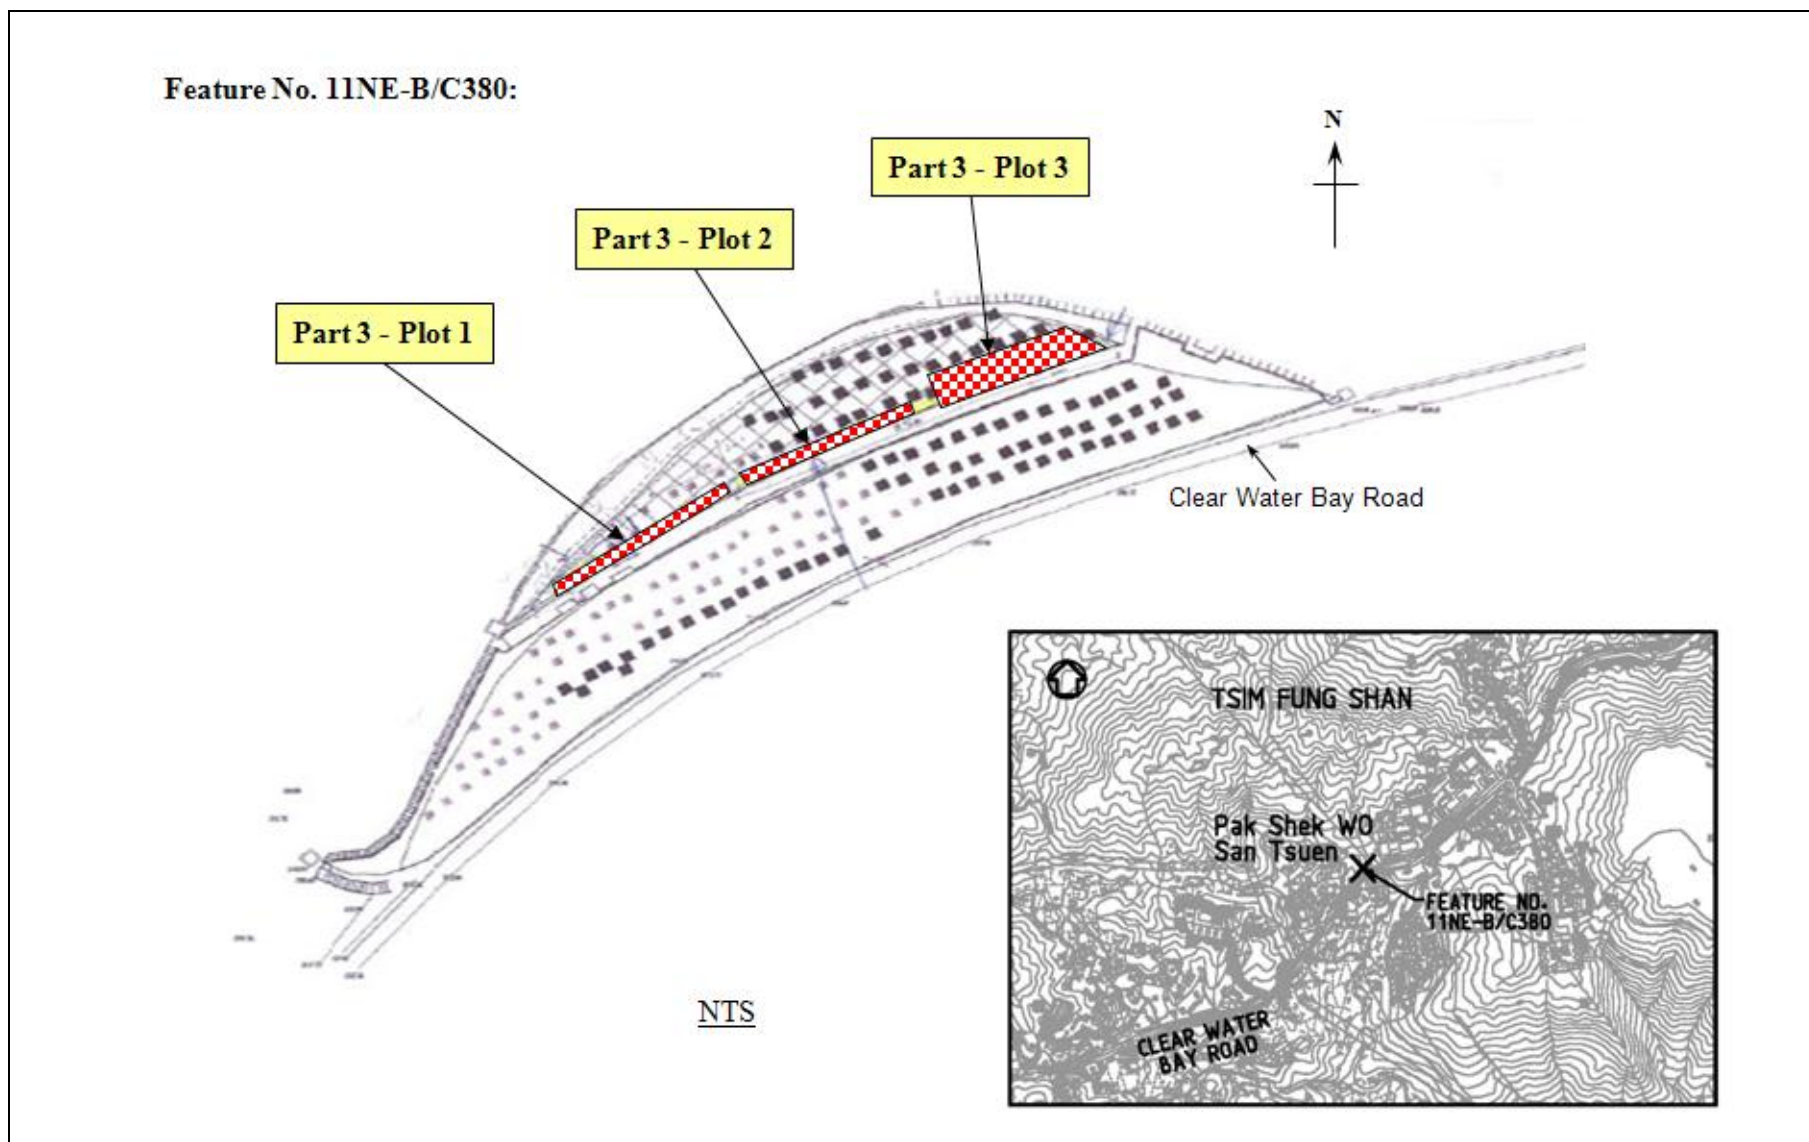 Feature No. 11NE-B/C380:
N
Part 3 - Plot 3
Part 3 - Plot 2
Part 3 - Plot 1
Clear Water Bay Road
TSIM FUNG SHAN
Pak Shek WO
San Tsuen
FEATURE NO.
11NE-B/C380
NTS
CLEAR WATER
BAY ROAD